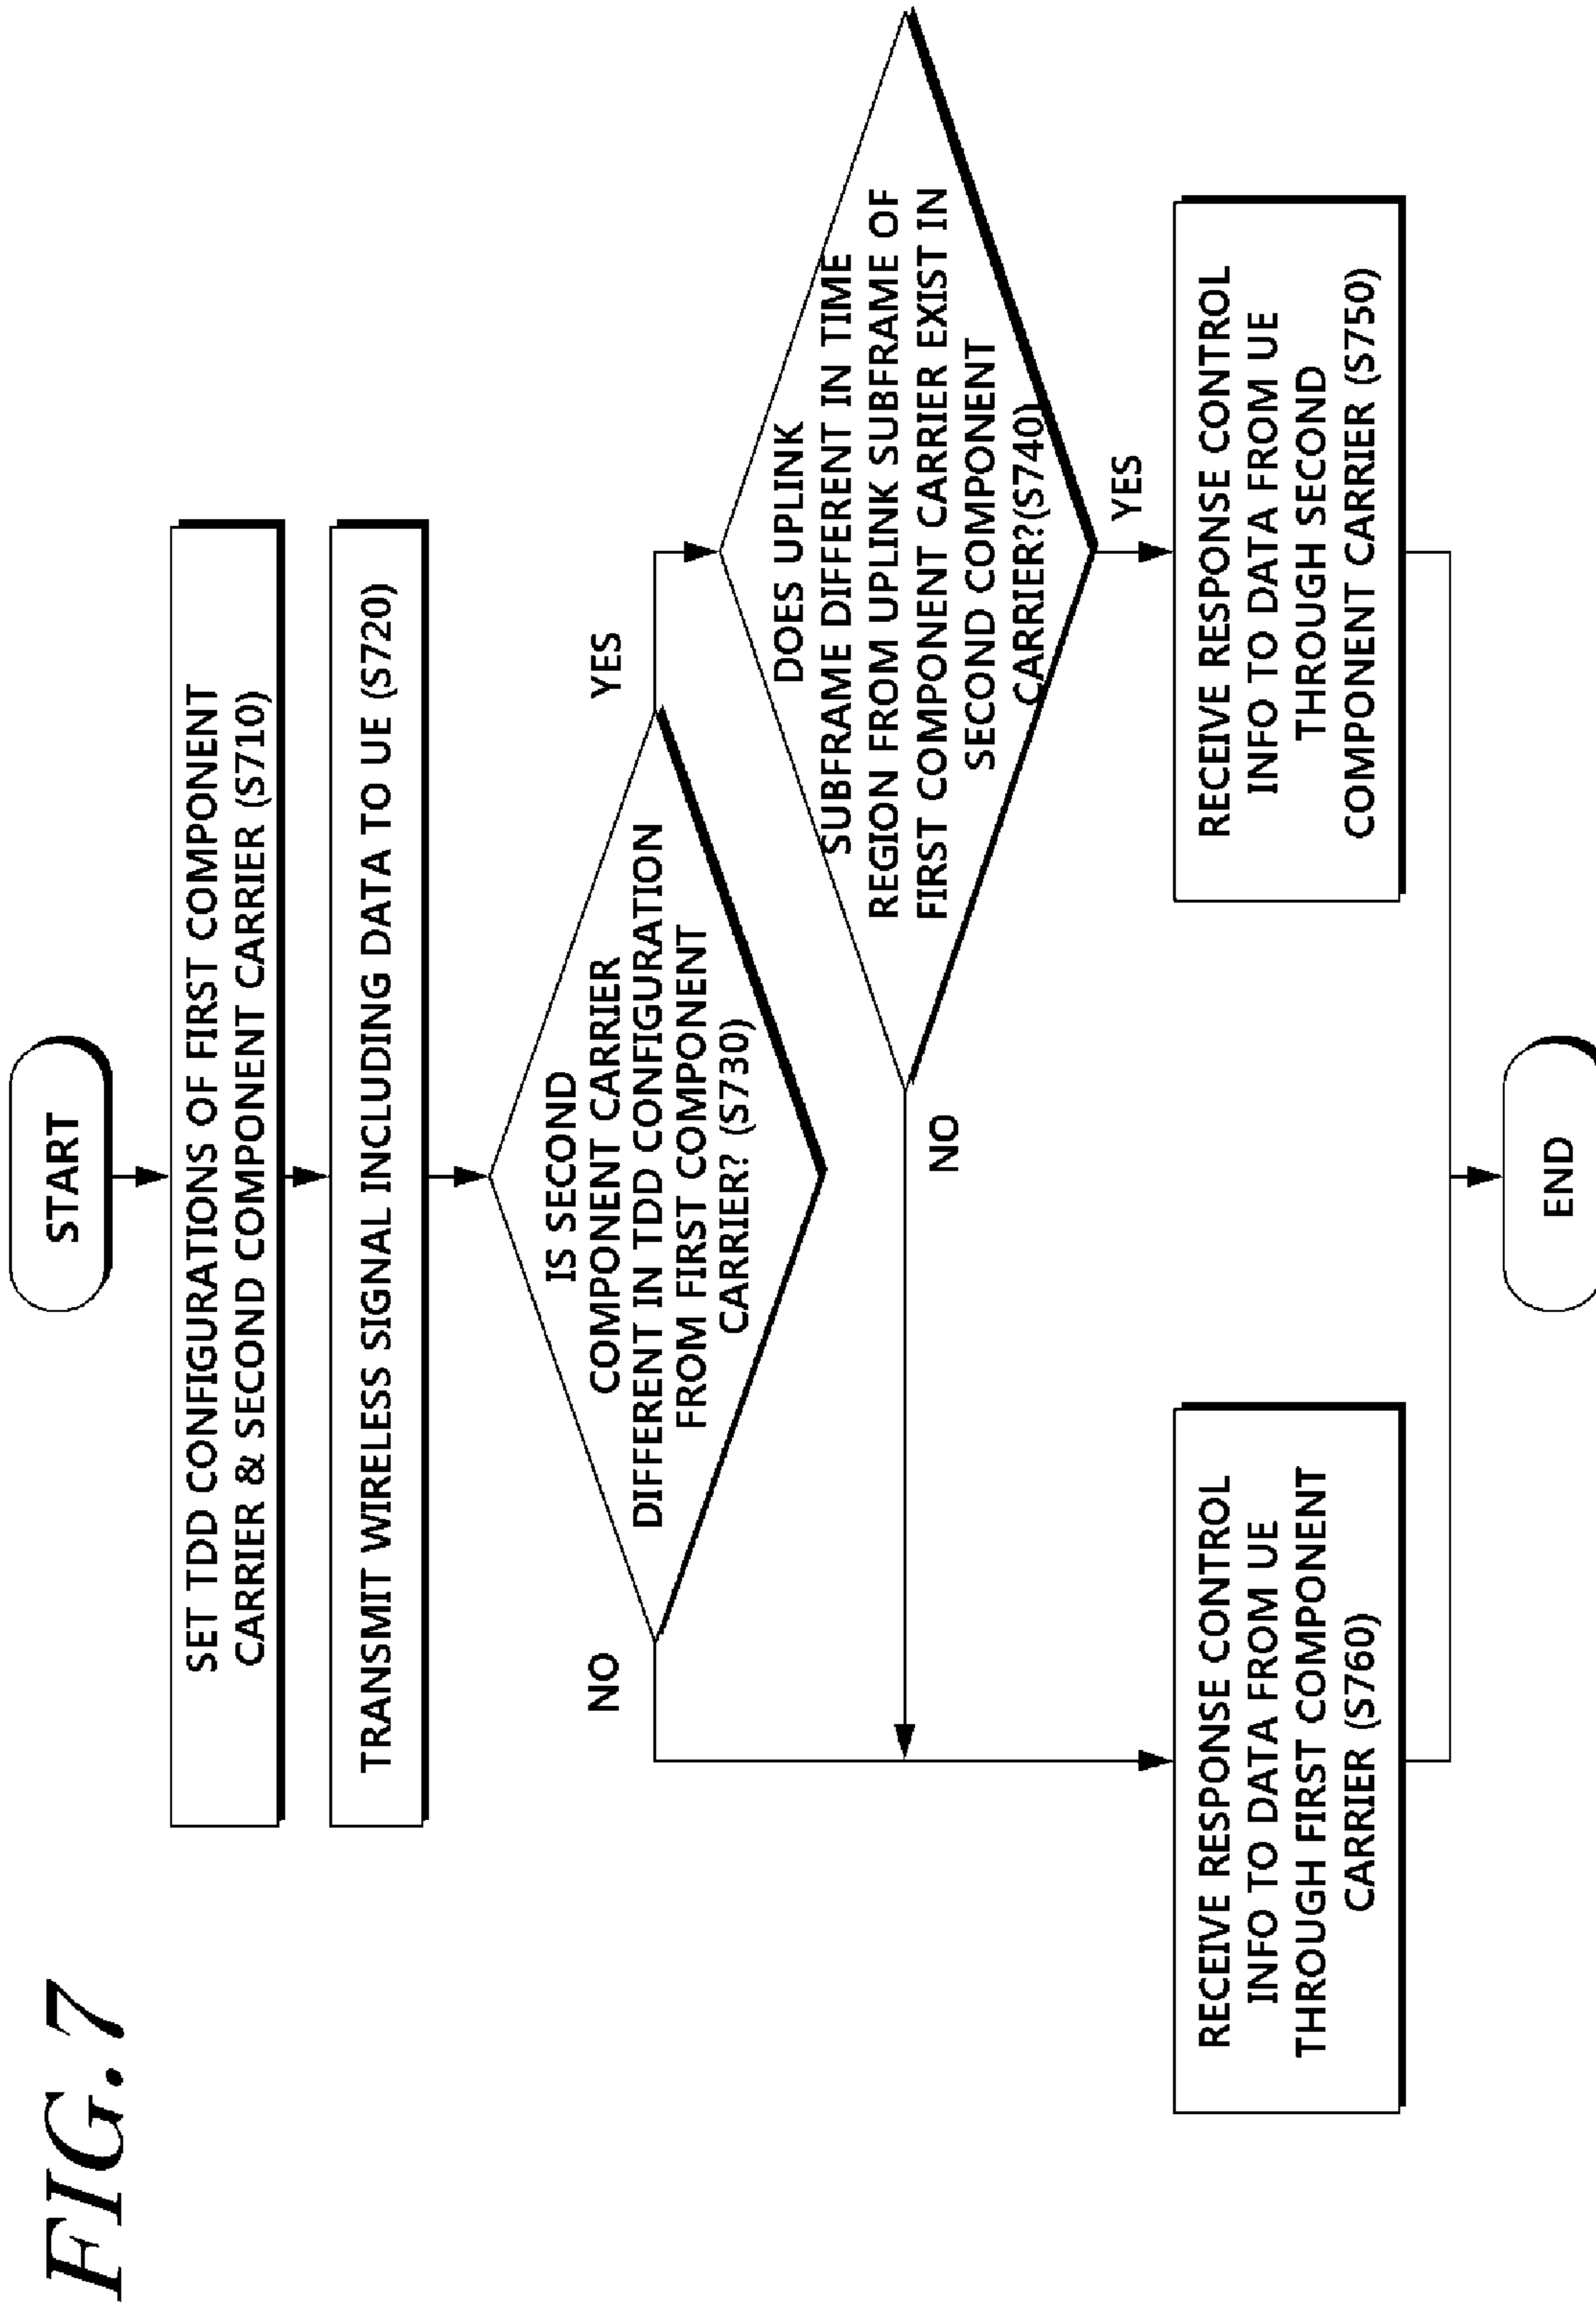 FIG.7
START
SET TDD CONFIGURATIONS OF FIRST COMPONENT
CARRIER & SECOND COMPONENT CARRIER (S710)
TRANSMIT WIRELESS SIGNAL INCLUDING DATA TO UE (S720)
IS SECOND
COMPONENT CARRIER
DIFFERENT IN TDD CONFIGURATION
FROM FIRST COMPONENT
CARRIER? (S730)
NO
YES
DOES UPLINK
SUBFRAME DIFFERENT IN TIME
REGION FROM UPLINK SUBFRAME OF
FIRST COMPONENT CARRIER EXIST IN
SECOND COMPONENT
CARRIER?(S740)
NO
YES
RECEIVE RESPONSE CONTROL
INFO TO DATA FROM UE
THROUGH FIRST COMPONENT
CARRIER (S760)
RECEIVE RESPONSE CONTROL
INFO TO DATA FROM UE
THROUGH SECOND
COMPONENT CARRIER (S750)
END